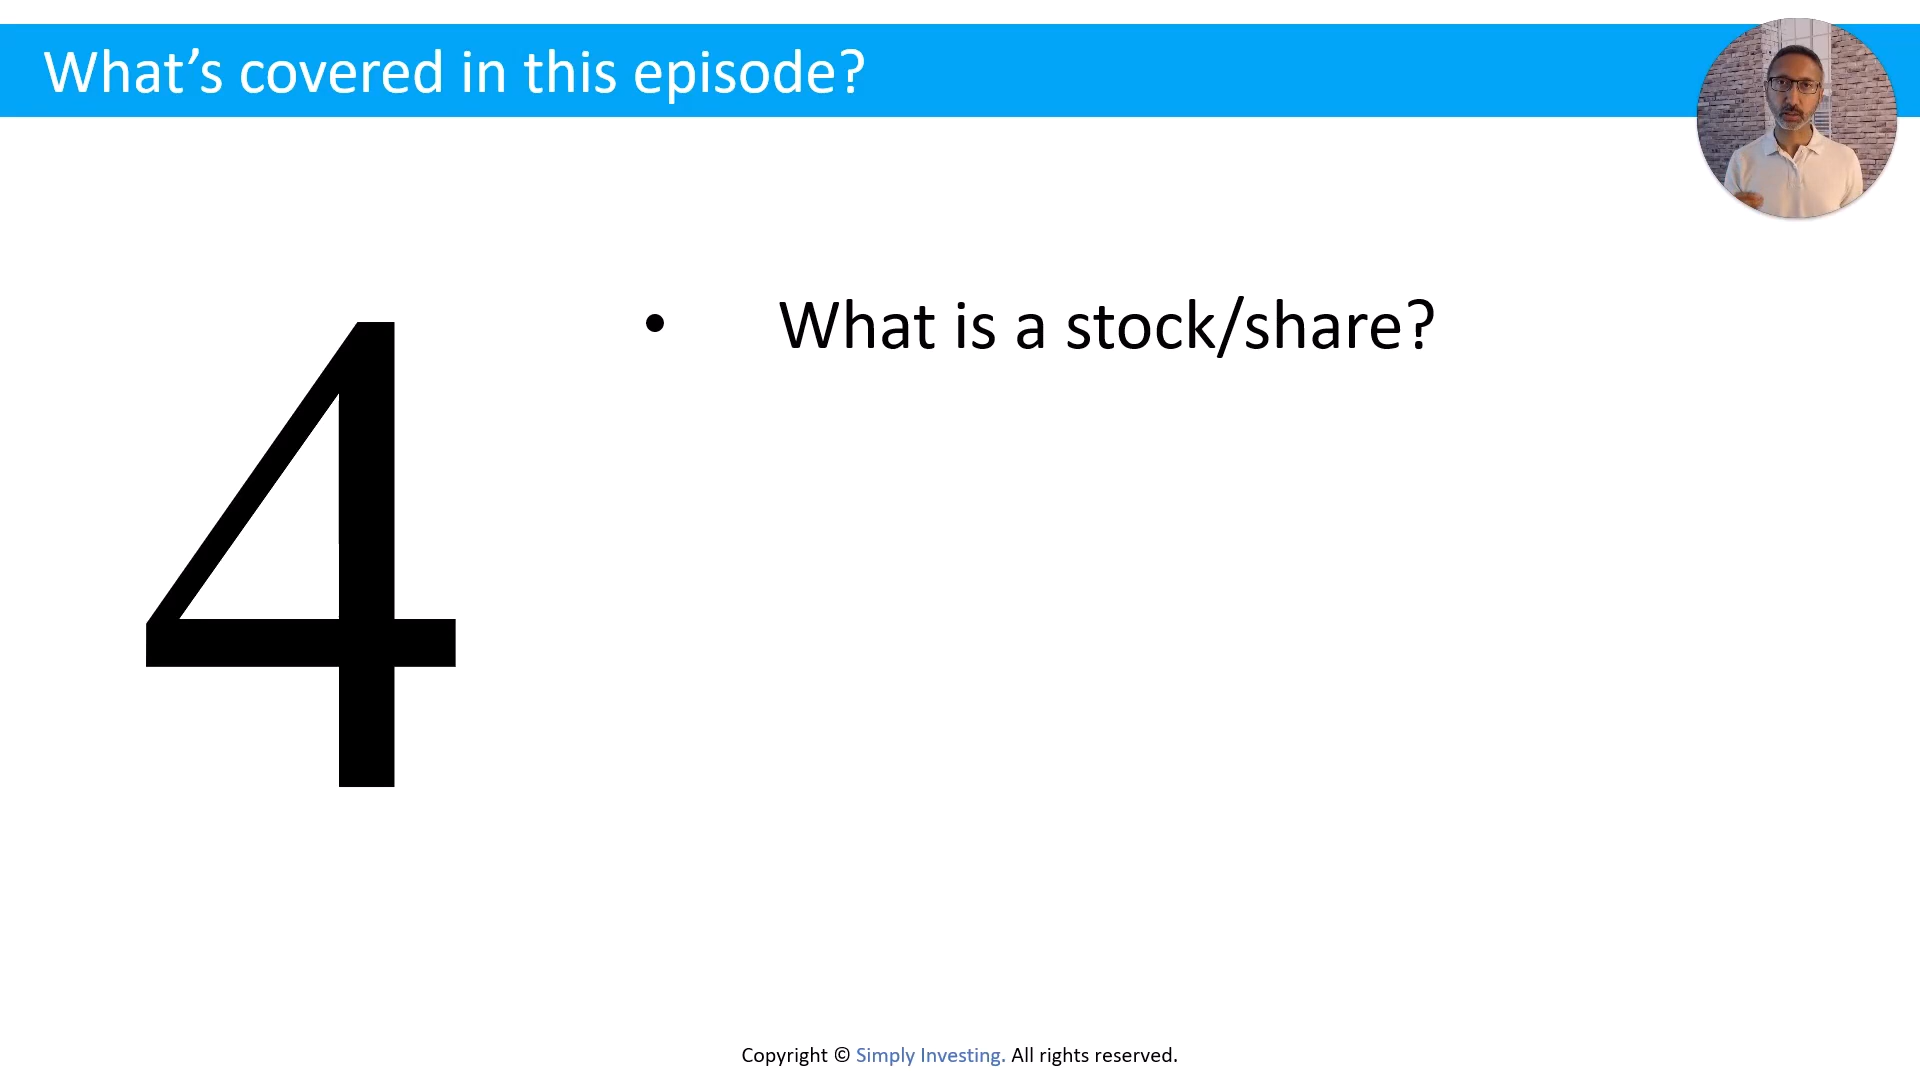 What’s covered in this episode?
4
• What is a stock/share?
Copyright © Simply Investing. All rights reserved.